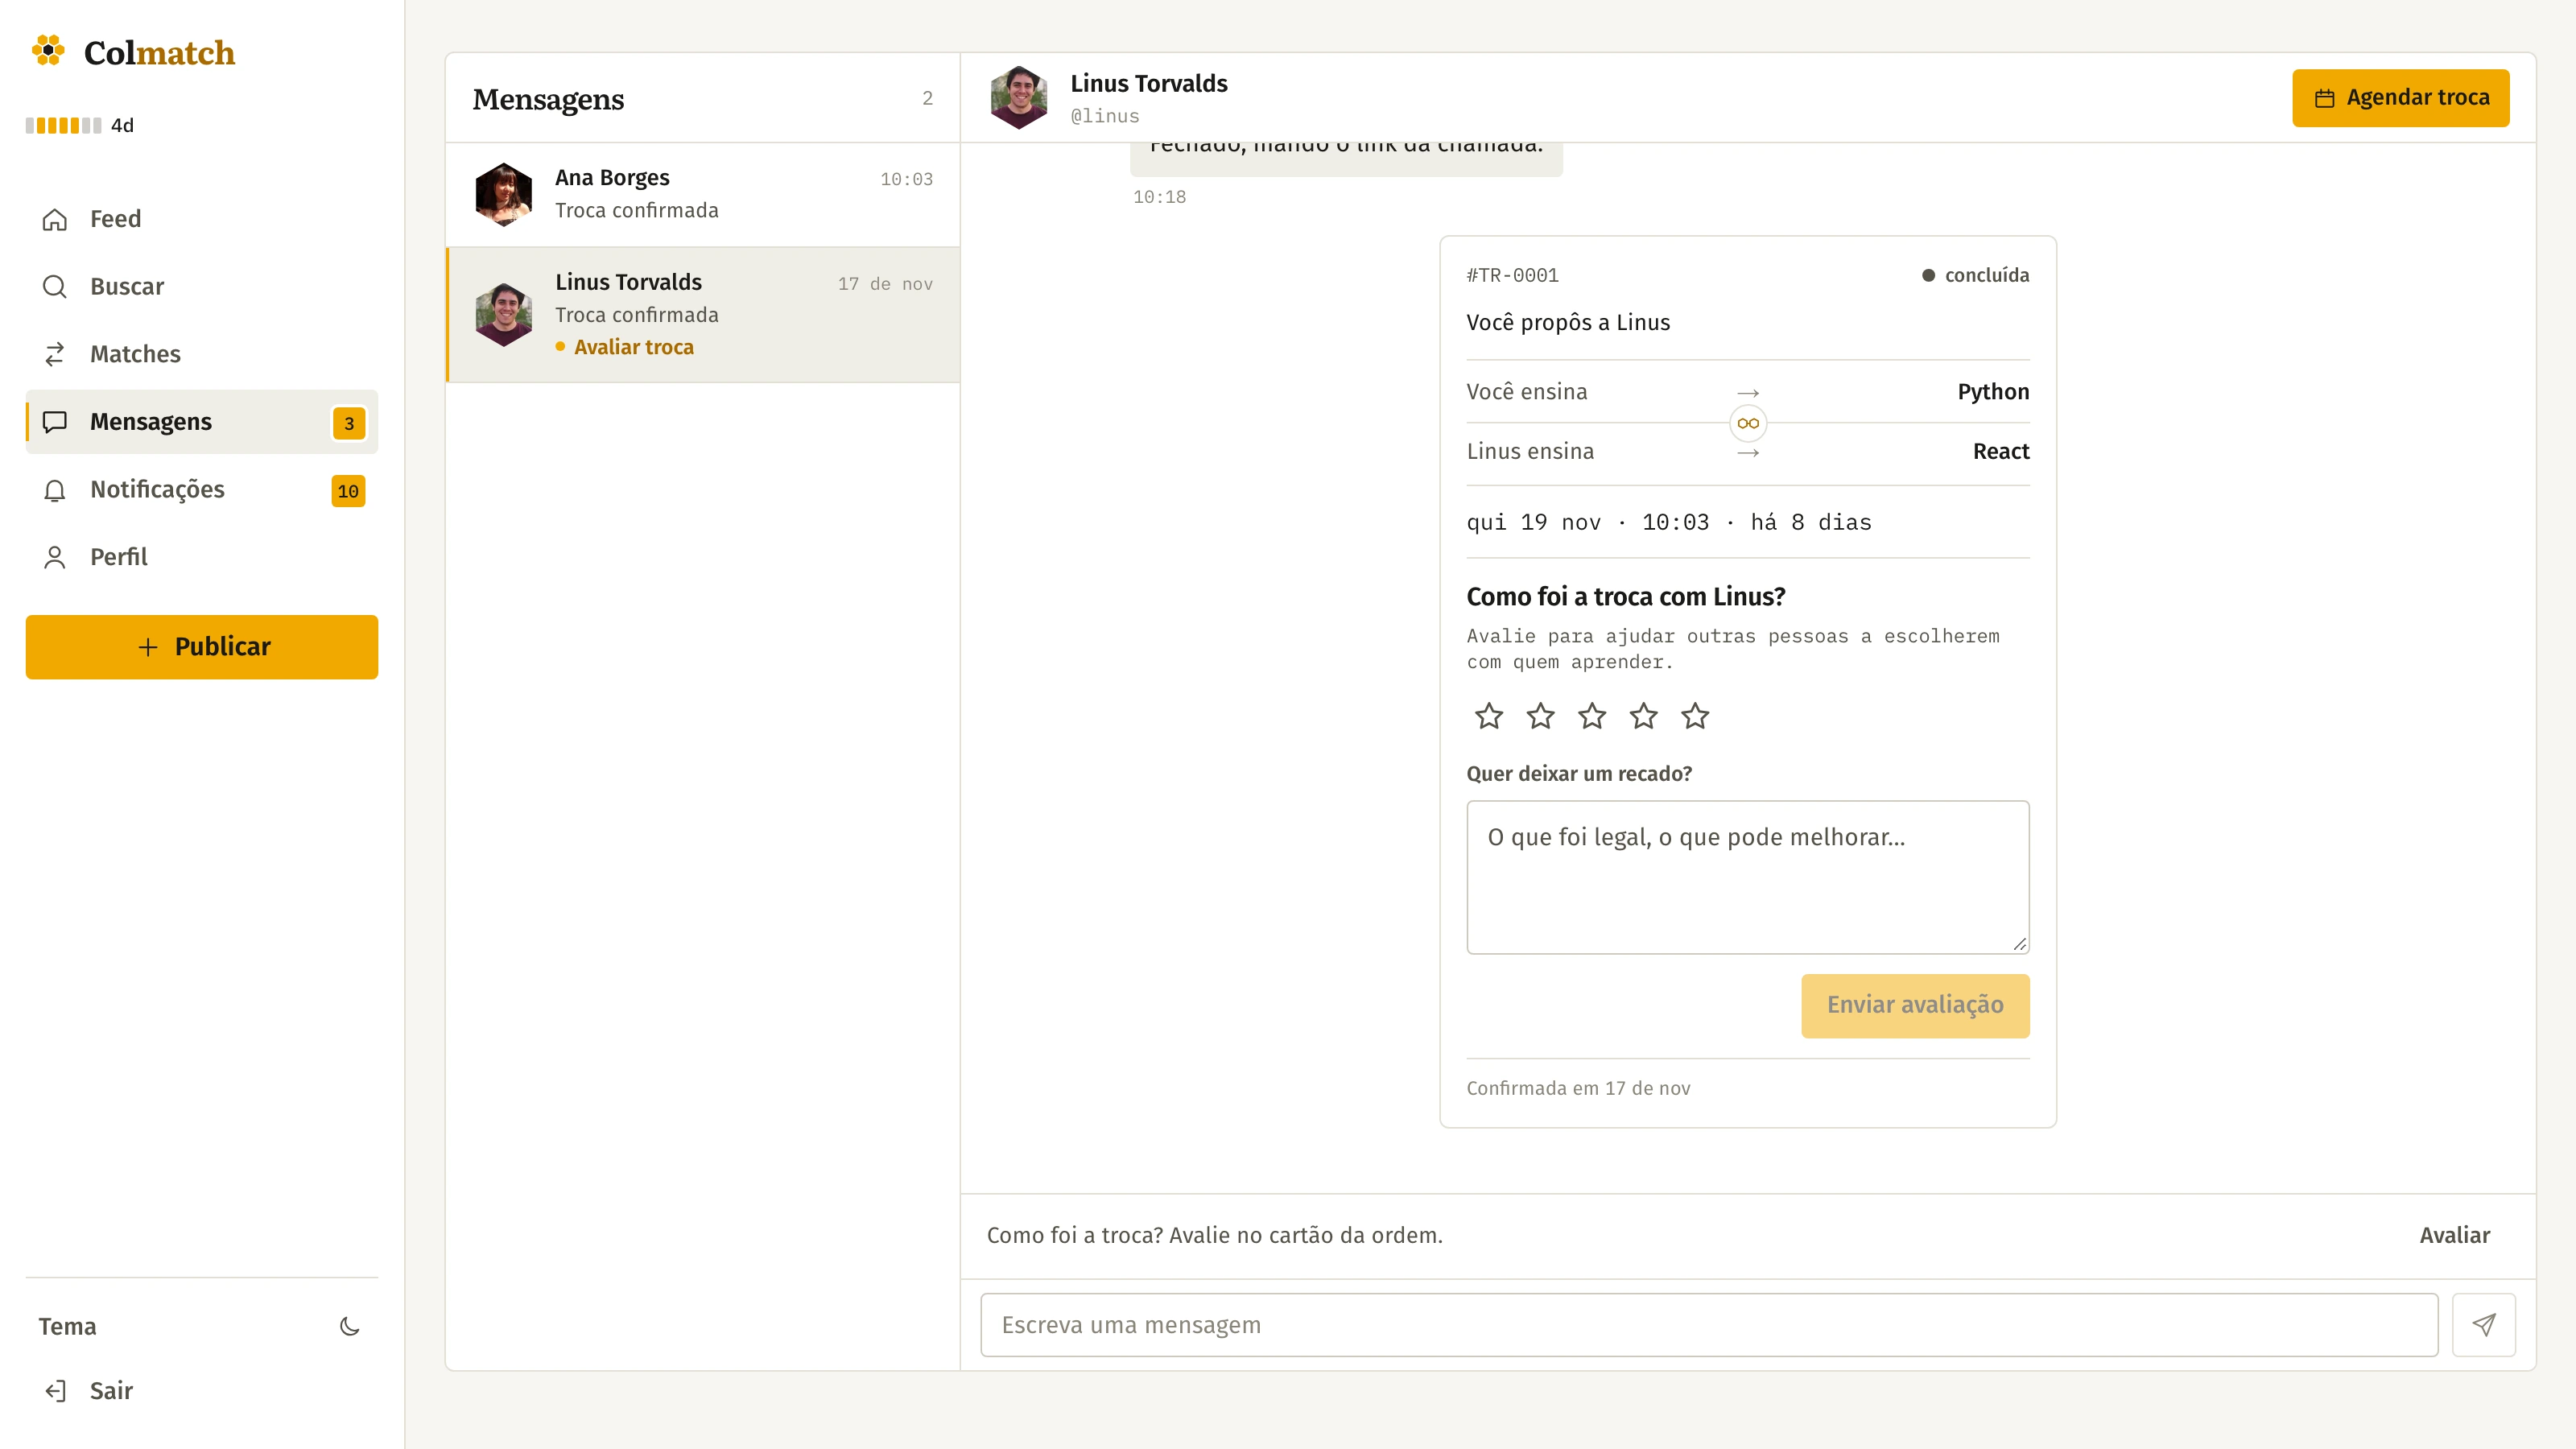 Colmatch
4d
Feed
Buscar
Matches
Mensagens 3
Notificações 10
Perfil
Publicar
Tema
Sair
Mensagens 2
Ana Borges 10:03
Troca confirmada
Linus Torvalds 17 de nov
Troca confirmada
Avaliar troca
Linus Torvalds
@linus
Agendar troca
Fechado, mando o link da chamada.
10:18
#TR-0001 concluída
Você propôs a Linus
Você ensina → Python
Linus ensina → React
qui 19 nov · 10:03 · há 8 dias
Como foi a troca com Linus?
Avalie para ajudar outras pessoas a escolherem
com quem aprender.
Quer deixar um recado?
O que foi legal, o que pode melhorar...
Enviar avaliação
Confirmada em 17 de nov
Como foi a troca? Avalie no cartão da ordem. Avaliar
Escreva uma mensagem